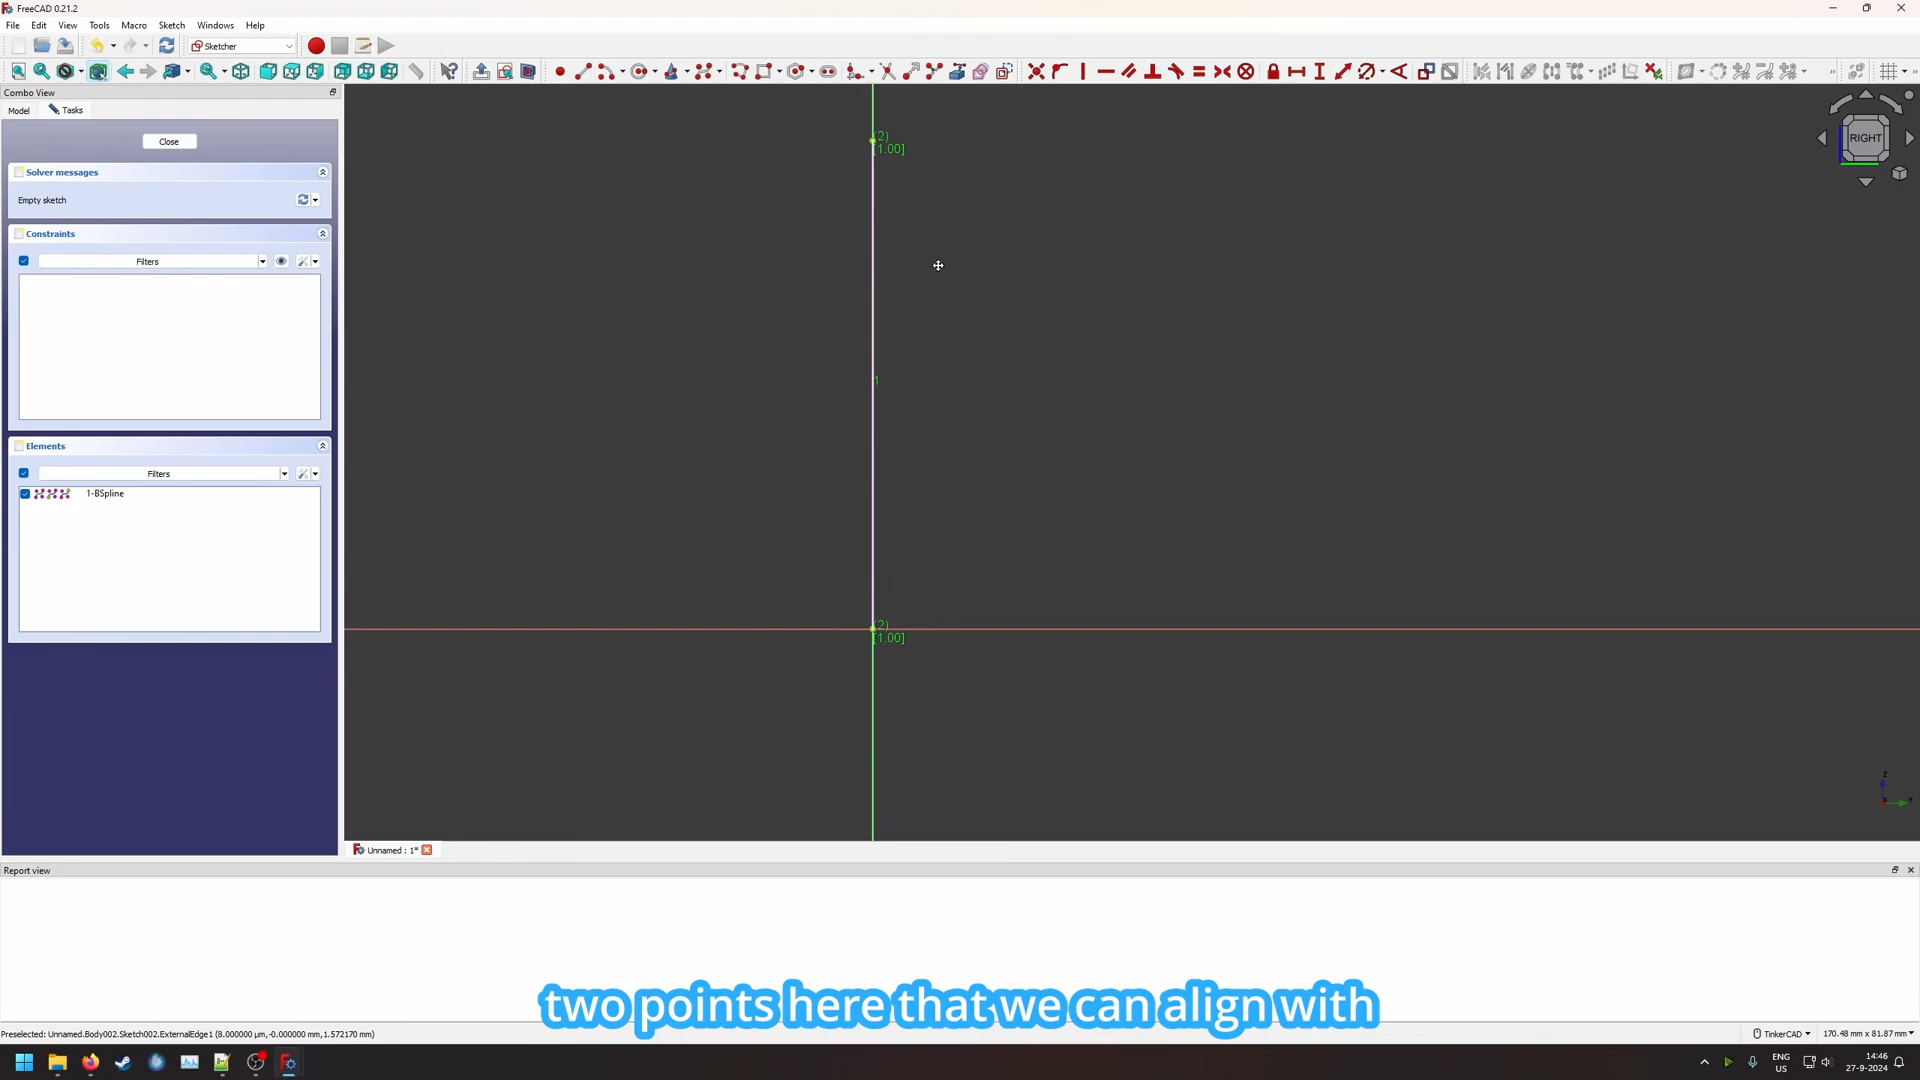 FreeCAD 0.21.2
File Edit View Tools Macro Sketch Windows Help
Sketcher
Combo View
Model Tasks
Close
Solver messages
Empty sketch
Constraints
Filters
Elements
Filters
1-BSpline
(2)
[1.00]
1
(2)
[1.00]
RIGHT
Z
Y
Unnamed : 1*
Report view
two points here that we can align with
Preselected: Unnamed.Body002.Sketch002.ExternalEdge1 (8.000000 µm,-0.000000 mm,1.572170 mm)
TinkerCAD
170.48 mm x 81.87 mm
ENG
US
14:46
27-9-2024